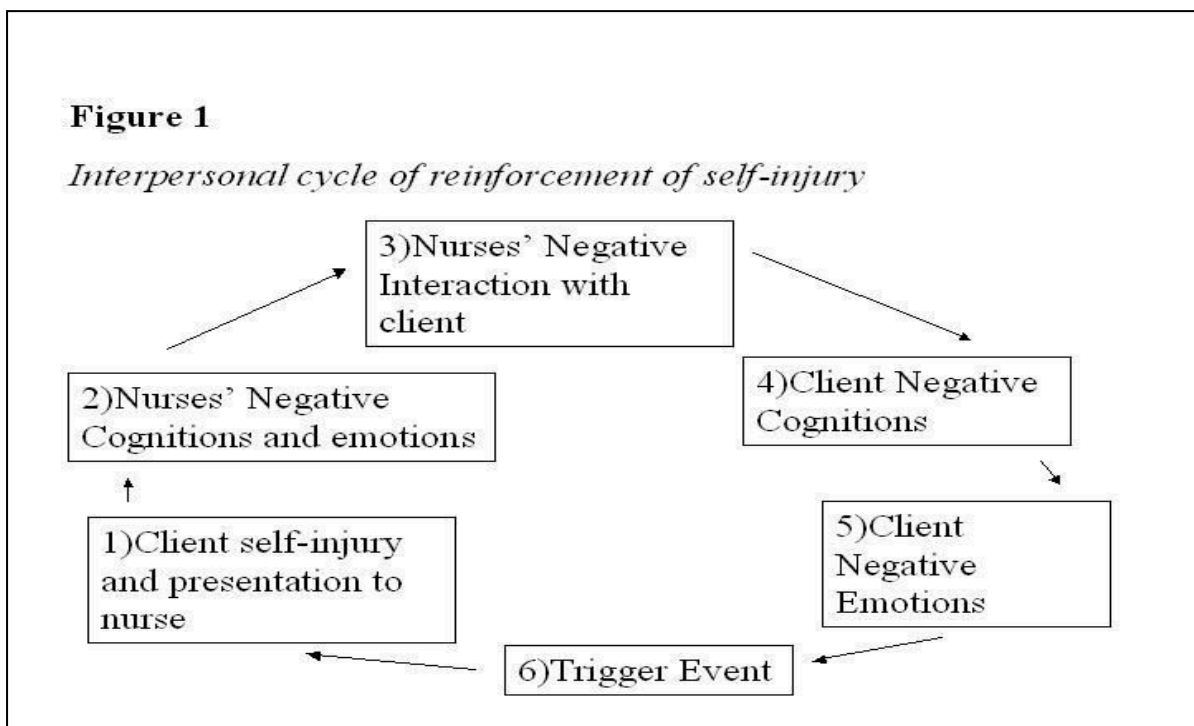 Figure 1
Interpersonal cycle of reinforcement of self-injury
3)Nurses’ Negative
Interaction with
client
2)Nurses’ Negative
Cognitions and emotions
4)Client Negative
Cognitions
1)Client self-injury
and presentation to
nurse
5)Client
Negative
Emotions
6)Trigger Event